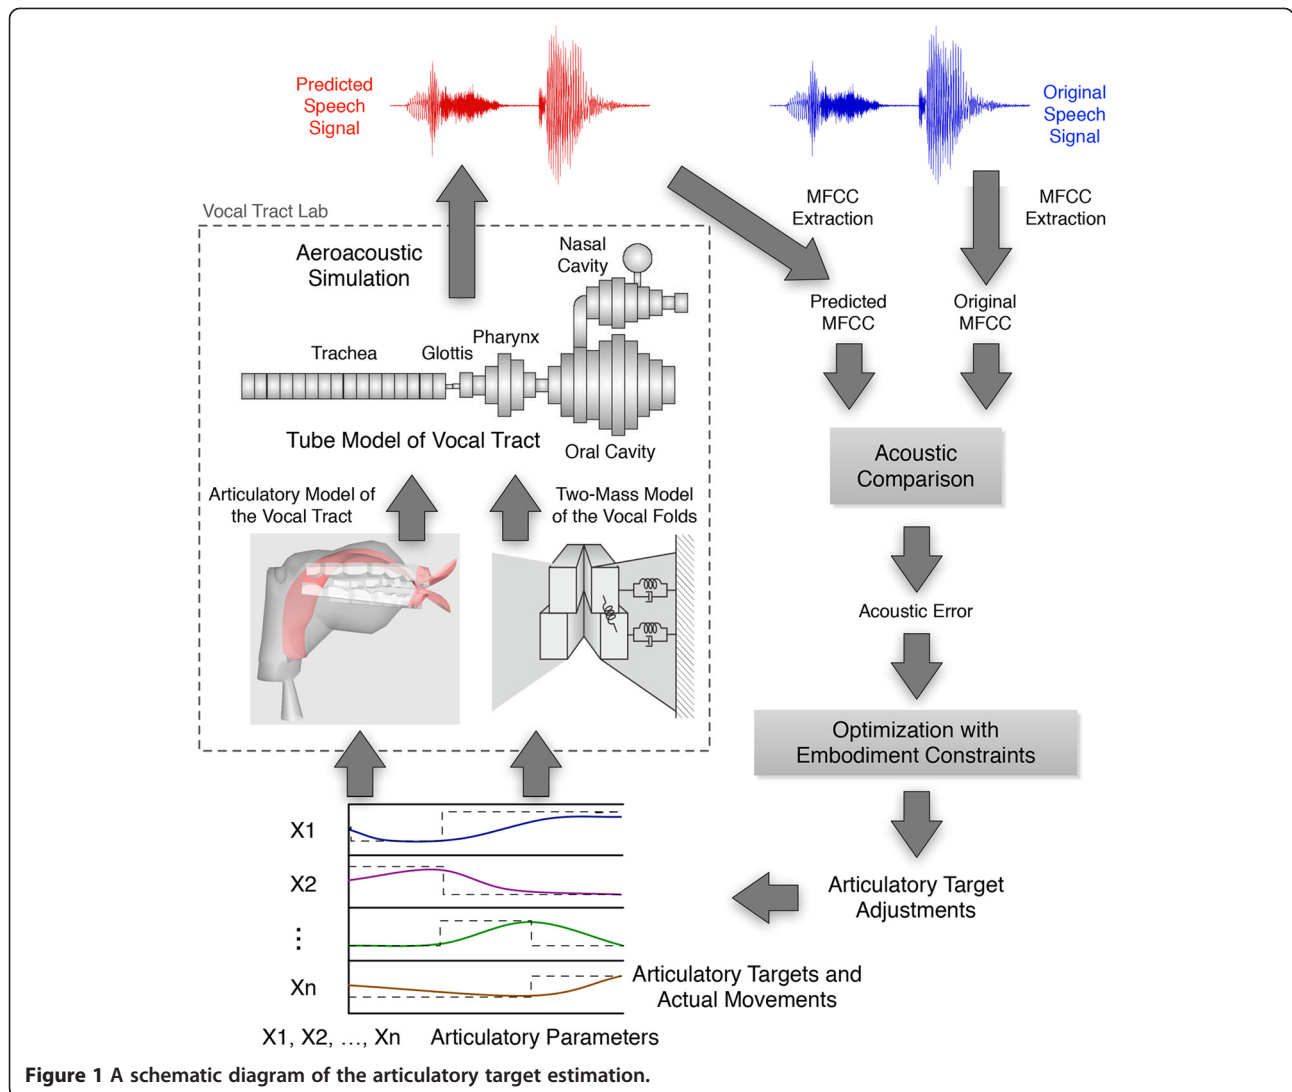 Predicted
Speech
Signal
Original
Speech
Signal
MFCC
Extraction
MFCC
Extraction
Vocal Tract Lab
Aeroacoustic
Simulation
Nasal
Cavity
Predicted
MFCC
Original
MFCC
Trachea
Glottis
Pharynx
Tube Model of Vocal Tract
Oral Cavity
Acoustic
Comparison
Articulatory Model of
the Vocal Tract
Two-Mass Model
of the Vocal Folds
Acoustic Error
Optimization with
Embodiment Constraints
X1
X2
⋮
Xn
Articulatory Target
Adjustments
Articulatory Targets and
Actual Movements
X1, X2, ..., Xn Articulatory Parameters
Figure 1 A schematic diagram of the articulatory target estimation.